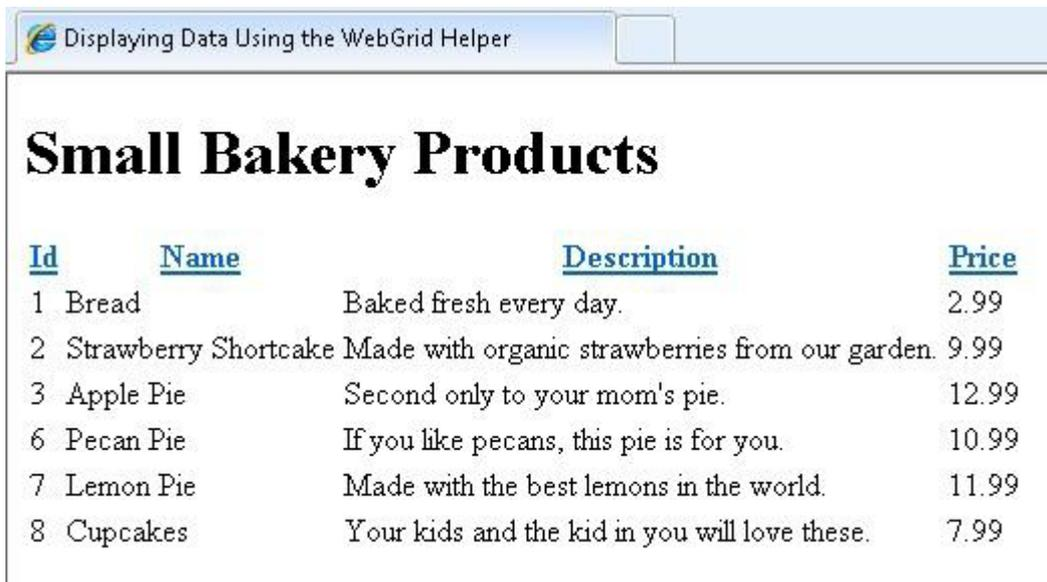 Displaying Data Using the WebGrid Helper
Small Bakery Products
Id Name Description Price
1 Bread Baked fresh every day. 2.99
2 Strawberry Shortcake Made with organic strawberries from our garden. 9.99
3 Apple Pie Second only to your mom's pie. 12.99
6 Pecan Pie If you like pecans, this pie is for you. 10.99
7 Lemon Pie Made with the best lemons in the world. 11.99
8 Cupcakes Your kids and the kid in you will love these. 7.99